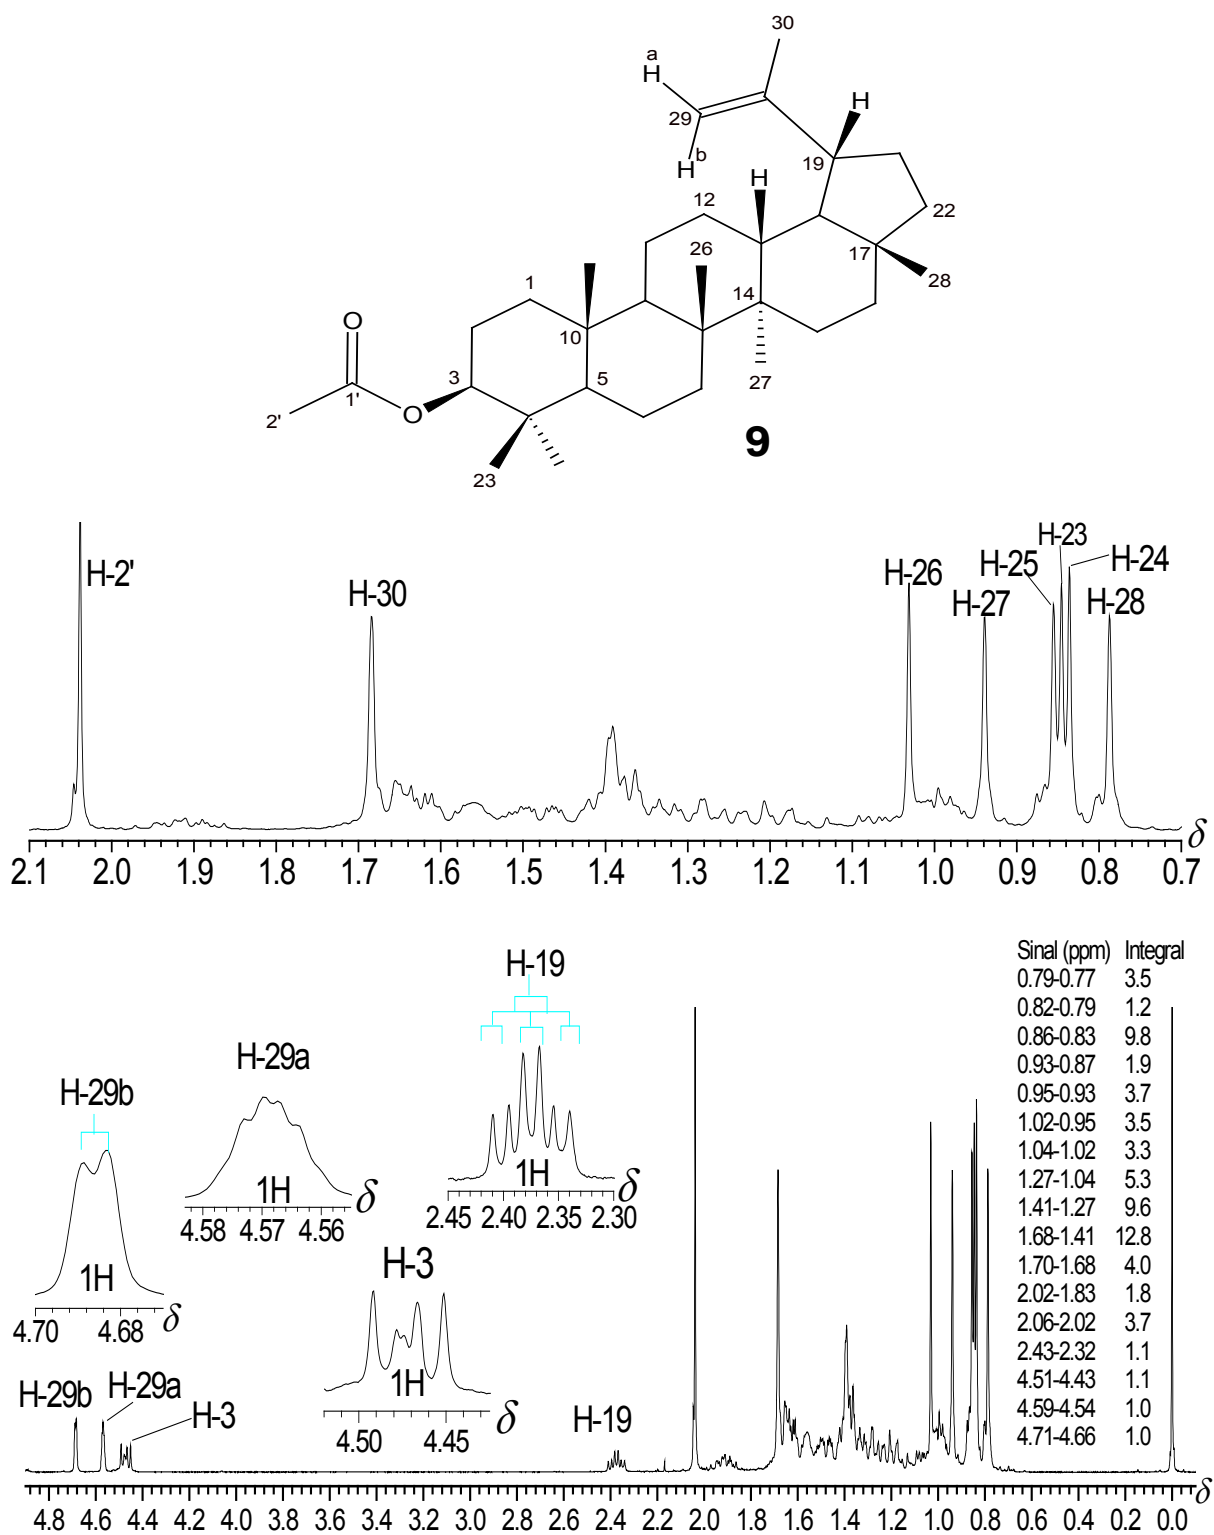 30
a
H
H
29
b
H
19
H
12
22
26
17
1
28
14
O
10
3
5
27
1'
2'
O
9
23
H-2'
H-30
H-26
H-27
H-25
H-23
H-24
H-28
δ
2.1 2.0 1.9 1.8 1.7 1.6 1.5 1.4 1.3 1.2 1.1 1.0 0.9 0.8 0.7
Sinal (ppm) Integral
0.79-0.77 3.5
0.82-0.79 1.2
0.86-0.83 9.8
0.93-0.87 1.9
0.95-0.93 3.7
1.02-0.95 3.5
1.04-1.02 3.3
1.27-1.04 5.3
1.41-1.27 9.6
1.68-1.41 12.8
1.70-1.68 4.0
2.02-1.83 1.8
2.06-2.02 3.7
2.43-2.32 1.1
4.51-4.43 1.1
4.59-4.54 1.0
4.71-4.66 1.0
H-19
1H
δ
2.45 2.40 2.35 2.30
H-29a
1H
δ
4.58 4.57 4.56
H-29b
1H
δ
4.70 4.68
H-3
1H
δ
4.50 4.45
H-29b
H-29a
H-3
H-19
δ
4.8 4.6 4.4 4.2 4.0 3.8 3.6 3.4 3.2 3.0 2.8 2.6 2.4 2.2 2.0 1.8 1.6 1.4 1.2 1.0 0.8 0.6 0.4 0.2 0.0